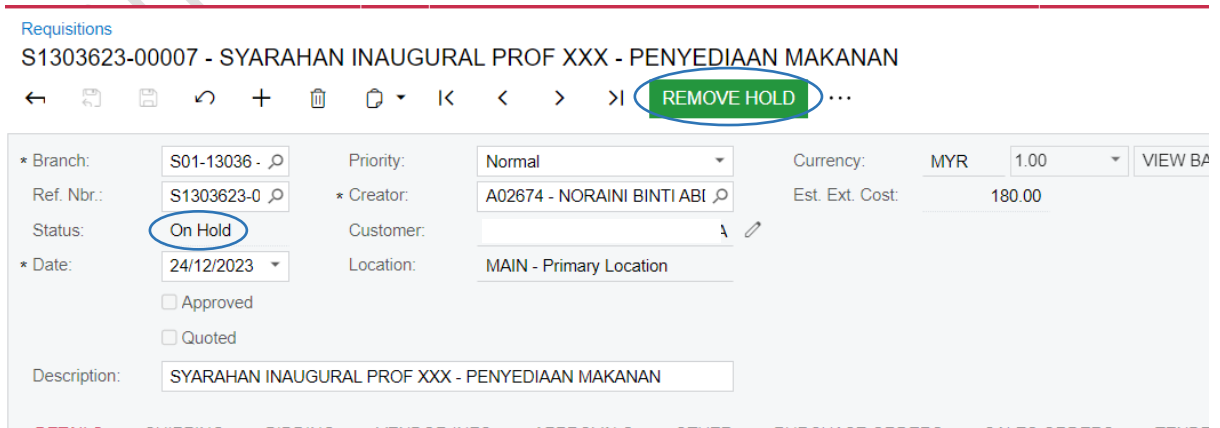 Requisitions
S1303623-00007 - SYARAHAN INAUGURAL PROF XXX - PENYEDIAAN MAKANAN
REMOVE HOLD
* Branch: S01-13036 - Priority: Normal Currency: MYR 1.00 VIEW BA
Ref. Nbr.: S1303623-0 * Creator: A02674 - NORAINI BINTI ABD Est. Ext. Cost: 180.00
Status: On Hold Customer: A
* Date: 24/12/2023 Location: MAIN - Primary Location
Approved
Quoted
Description: SYARAHAN INAUGURAL PROF XXX - PENYEDIAAN MAKANAN